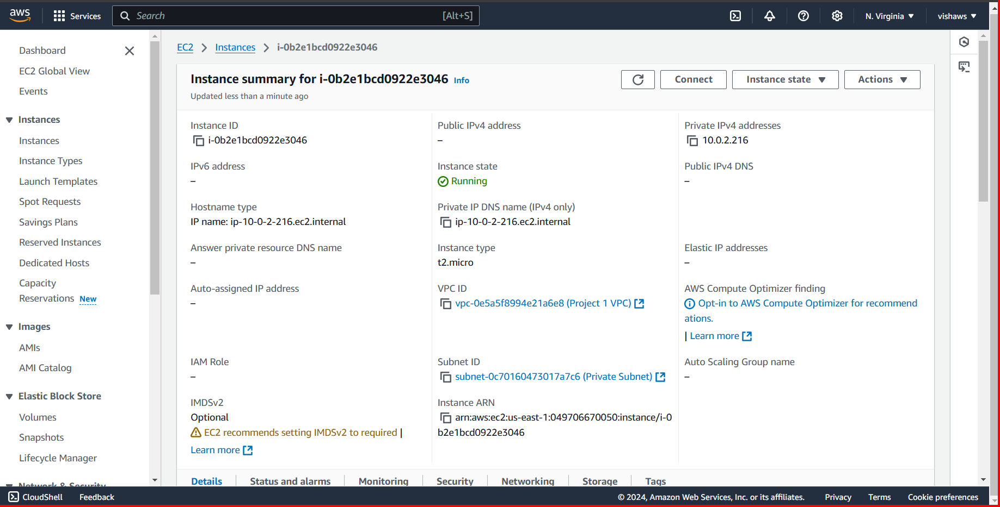 aws
Services
Search
[Alt+S]
N. Virginia
vishaws
Dashboard
EC2 Global View
Events
Instances
Instances
Instance Types
Launch Templates
Spot Requests
Savings Plans
Reserved Instances
Dedicated Hosts
Capacity
Reservations New
Images
AMIs
AMI Catalog
Elastic Block Store
Volumes
Snapshots
Lifecycle Manager
Network & Security
EC2 > Instances > i-0b2e1bcd0922e3046
Instance summary for i-0b2e1bcd0922e3046 Info
Updated less than a minute ago
Connect
Instance state
Actions
Instance ID
i-0b2e1bcd0922e3046
Public IPv4 address
–
Private IPv4 addresses
10.0.2.216
IPv6 address
–
Instance state
Running
Public IPv4 DNS
–
Hostname type
IP name: ip-10-0-2-216.ec2.internal
Private IP DNS name (IPv4 only)
ip-10-0-2-216.ec2.internal
Answer private resource DNS name
–
Instance type
t2.micro
Elastic IP addresses
–
Auto-assigned IP address
–
VPC ID
vpc-0e5a5f8994e21a6e8 (Project 1 VPC)
AWS Compute Optimizer finding
Opt-in to AWS Compute Optimizer for recommend
ations.
| Learn more
IAM Role
–
Subnet ID
subnet-0c70160473017a7c6 (Private Subnet)
Auto Scaling Group name
–
IMDSv2
Optional
EC2 recommends setting IMDSv2 to required |
Learn more
Instance ARN
arn:aws:ec2:us-east-1:049706670050:instance/i-0
b2e1bcd0922e3046
Details
Status and alarms
Monitoring
Security
Networking
Storage
Tags
CloudShell
Feedback
© 2024, Amazon Web Services, Inc. or its affiliates.
Privacy
Terms
Cookie preferences